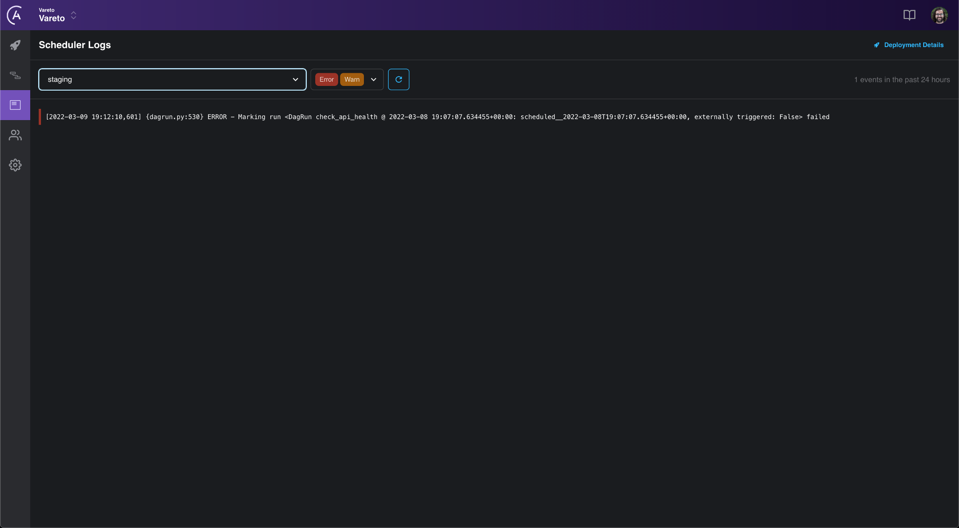 Vareto
Vareto
Scheduler Logs
Deployment Details
staging
Error Warn
1 events in the past 24 hours
[2022-03-09 19:12:10,601] {dagrun.py:530} ERROR - Marking run <DagRun check_api_health @ 2022-03-08 19:07:07.634455+00:00: scheduled__2022-03-08T19:07:07.634455+00:00, externally triggered: False> failed